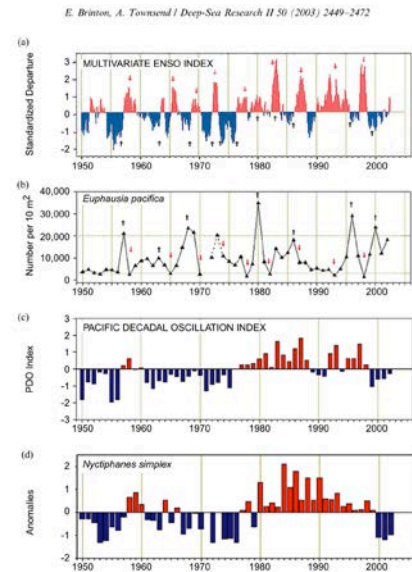 E. Brinton, A. Townsend / Deep-Sea Research II 50 (2003) 2449–2472
(a)
MULTIVARIATE ENSO INDEX
Standardized Departure
3
2
1
0
-1
-2
1950 1960 1970 1980 1990 2000
(b)
Euphausia pacifica
Number per 10 m²
40,000
30,000
20,000
10,000
0
1950 1960 1970 1980 1990 2000
(c)
PACIFIC DECADAL OSCILLATION INDEX
PDO Index
4
2
1
0
-1
-2
1950 1960 1970 1980 1990 2000
(d)
Nyctiphanes simplex
Anomalies
2
1
0
-1
-2
1950 1960 1970 1980 1990 2000